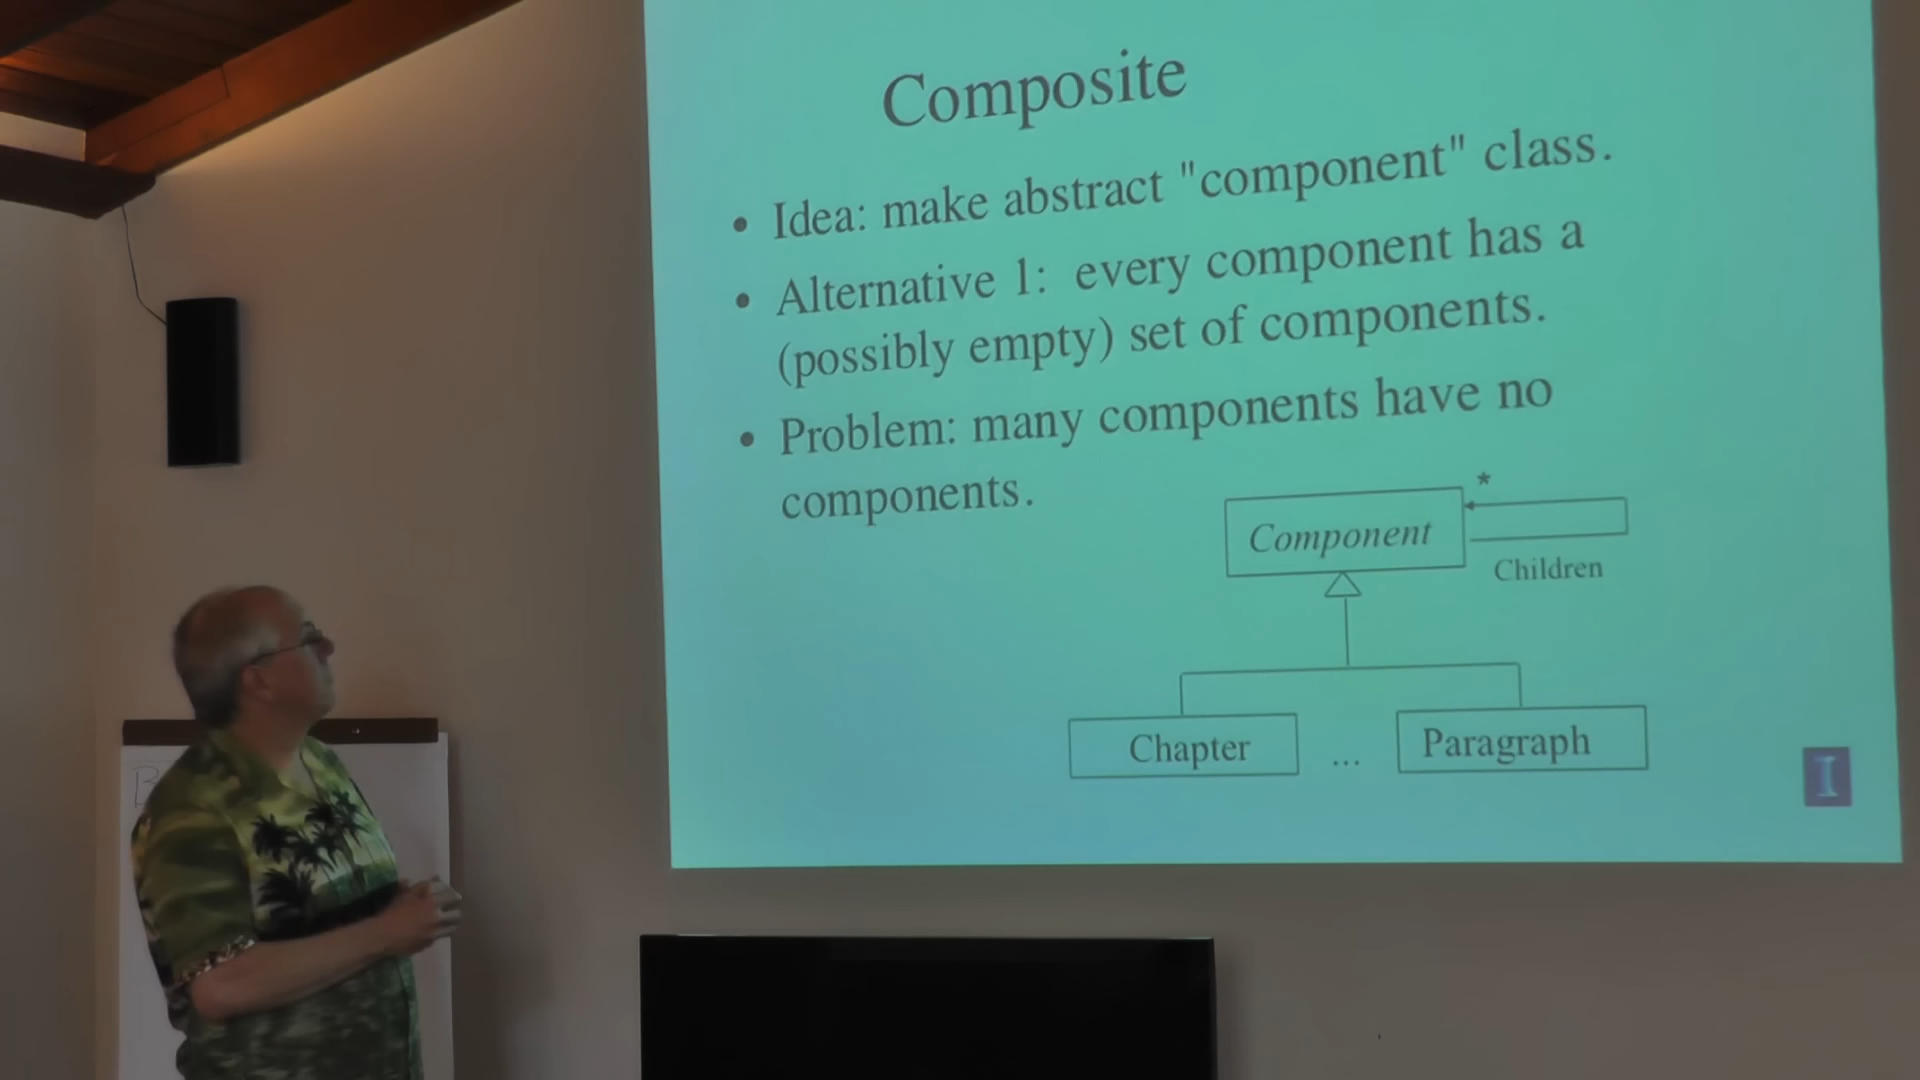 Composite
• Idea: make abstract "component" class.
• Alternative 1: every component has a
(possibly empty) set of components.
• Problem: many components have no
components.
*
Component
Children
Chapter
...
Paragraph
I
B